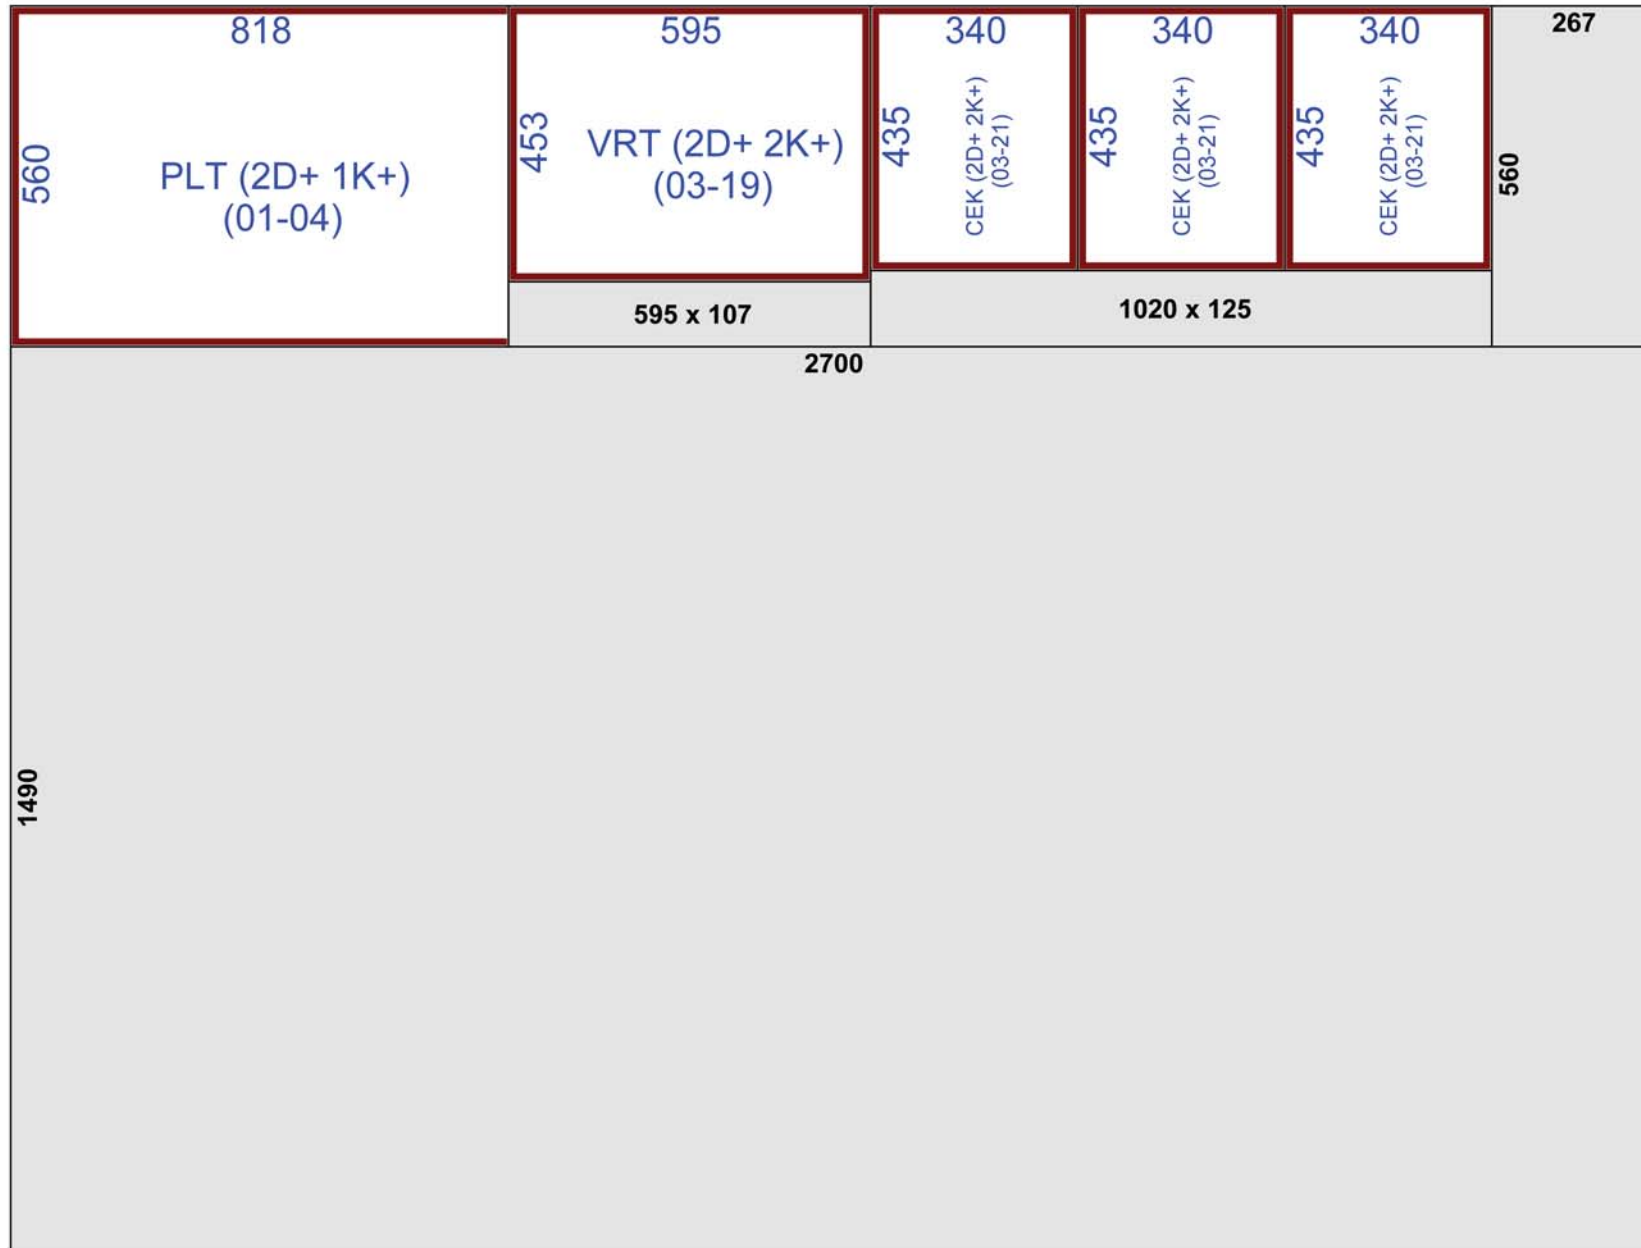 818
560
PLT (2D+ 1K+)
(01-04)
595
453
VRT (2D+ 2K+)
(03-19)
595 x 107
340
435
CEK (2D+ 2K+)
(03-21)
340
435
CEK (2D+ 2K+)
(03-21)
340
435
CEK (2D+ 2K+)
(03-21)
1020 x 125
267
560
2700
1490